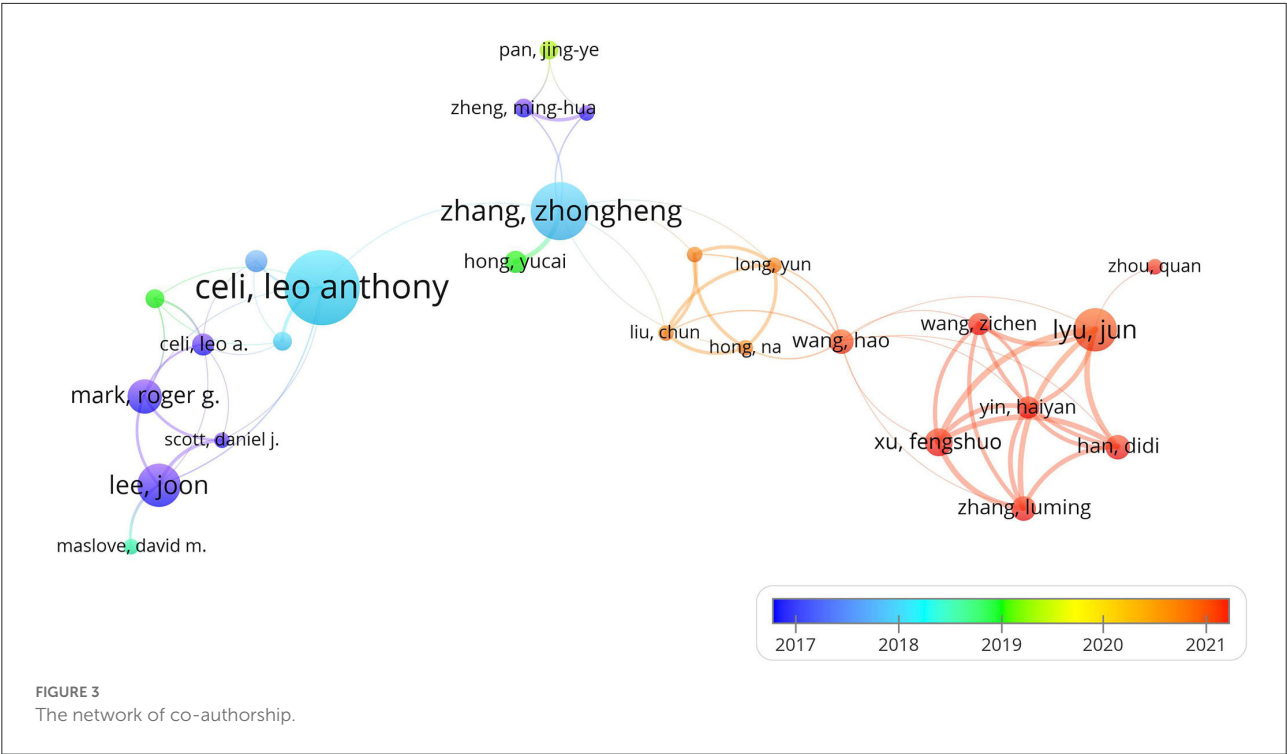 pan, jing-ye
zheng, ming-hua
zhang, zhongheng
hong, yucai
long, yun
zhou, quan
celi, leo anthony
liu, chun
hong, na
wang, hao
wang, zichen
lyu, jun
celi, leo a.
mark, roger g.
yin, haiyan
scott, daniel j.
xu, fengshuo
han, didi
lee, joon
zhang, luming
maslove, david m.
2017 2018 2019 2020 2021
FIGURE 3
The network of co-authorship.